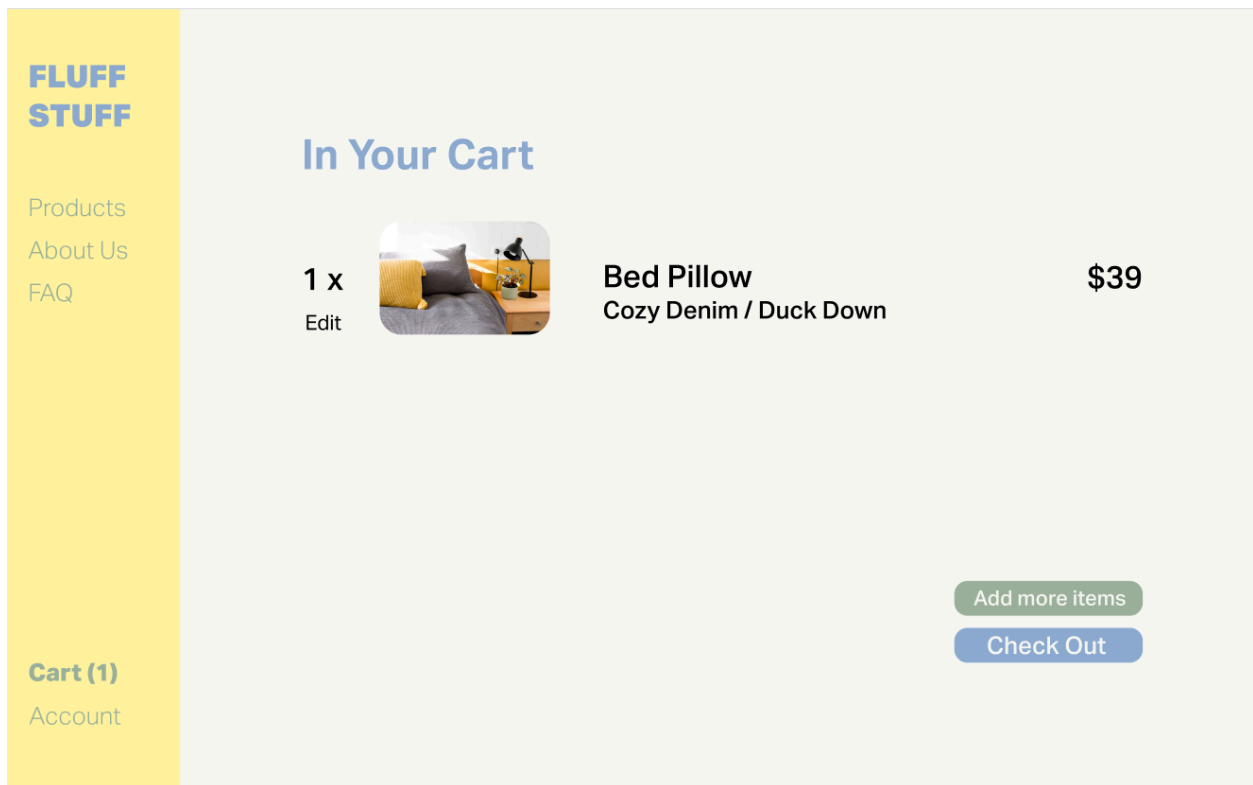 FLUFF
STUFF
Products
About Us
FAQ
Cart (1)
Account
In Your Cart
1 x
Edit
Bed Pillow
Cozy Denim / Duck Down
$39
Add more items
Check Out